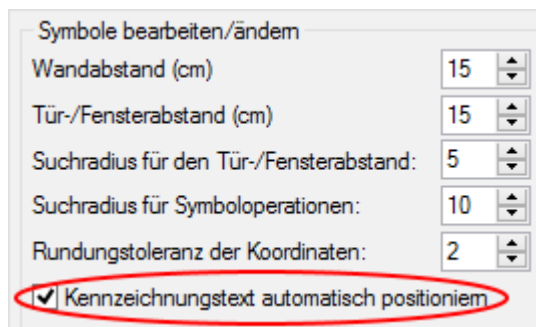 Symbole bearbeiten/ändern
Wandabstand (cm) 15
Tür-/Fensterabstand (cm) 15
Suchradius für den Tür-/Fensterabstand: 5
Suchradius für Symboloperationen: 10
Rundungstoleranz der Koordinaten: 2
Kennzeichnungstext automatisch positionieren